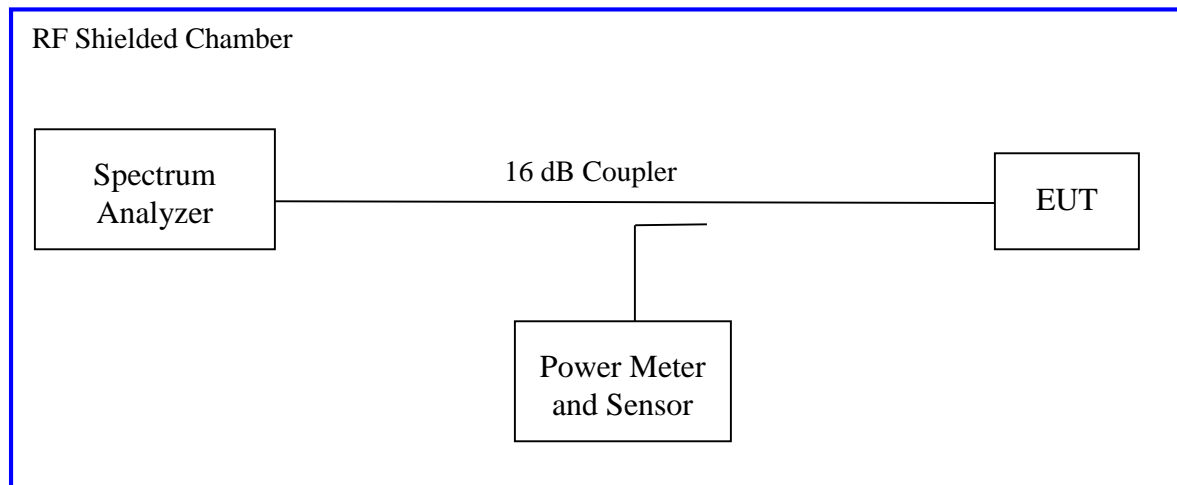 RF Shielded Chamber
16 dB Coupler
Spectrum
Analyzer
EUT
Power Meter
and Sensor